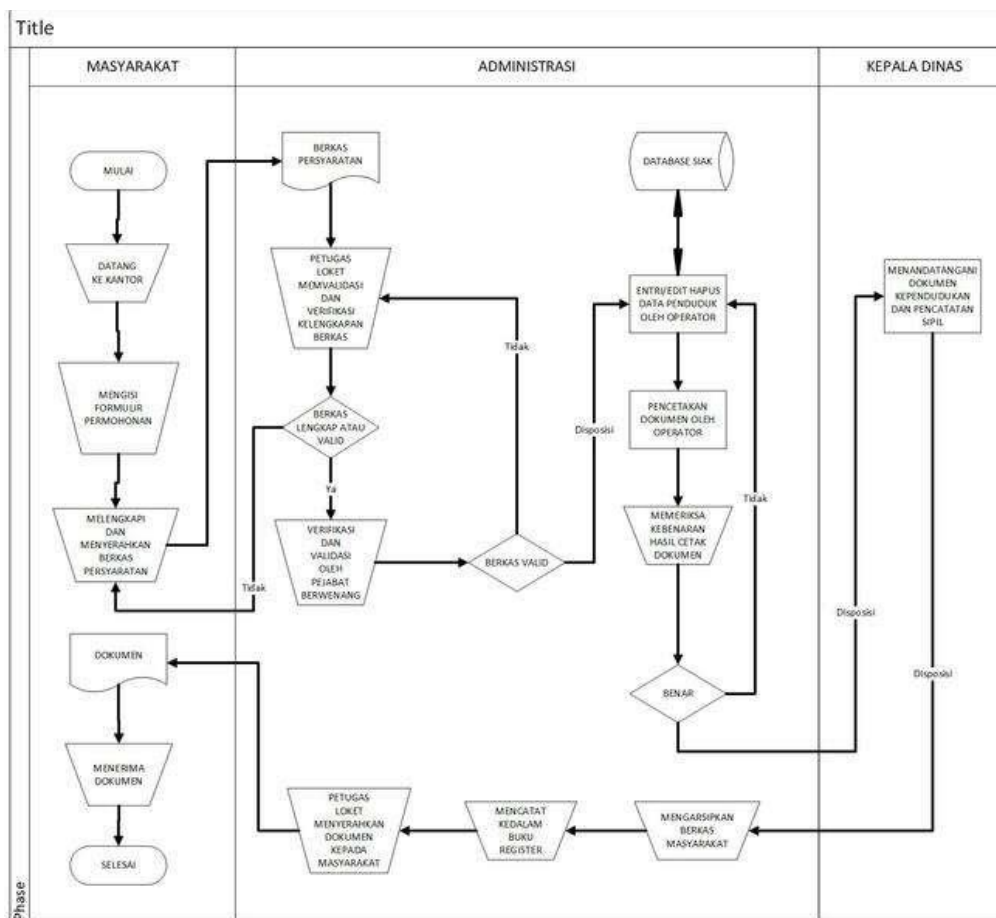 Title
MASYARAKAT
ADMINISTRASI
KEPALA DINAS
MULAI
DATANG
KE KANTOR
MENGISI
FORMULIR
PERMOHONAN
MELENGKAPI
DAN
MENYERAHKAN
BERKAS
PERSYARATAN
BERKAS
PERSYARATAN
PETUGAS
LOKET
MEMVALIDASI
DAN
VERIFIKASI
KELENGKAPAN
BERKAS
BERKAS
LENGKAP ATAU
VALID
Tidak
Ya
VERIFIKASI
DAN
VALIDASI
OLEH
PEJABAT
BERWENANG
BERKAS VALID
Tidak
Disposisi
DATABASE SIAK
ENTRI/EDIT HAPUS
DATA PENDUDUK
OLEH OPERATOR
PENCETAKAN
DOKUMEN OLEH
OPERATOR
MEMERIKSA
KEBENARAN
HASIL CETAK
DOKUMEN
BENAR
Tidak
Disposisi
MENANDATANGANI
DOKUMEN
KEPENDUDUKAN
DAN PENCATATAN
SIPIL
Disposisi
MENGARSIPKAN
BERKAS
MASYARAKAT
MENCATAT
KEDALAM
BUKU
REGISTER
PETUGAS
LOKET
MENYERAHKAN
DOKUMEN
KEPADA
MASYARAKAT
DOKUMEN
MENERIMA
DOKUMEN
SELESAI
Phase